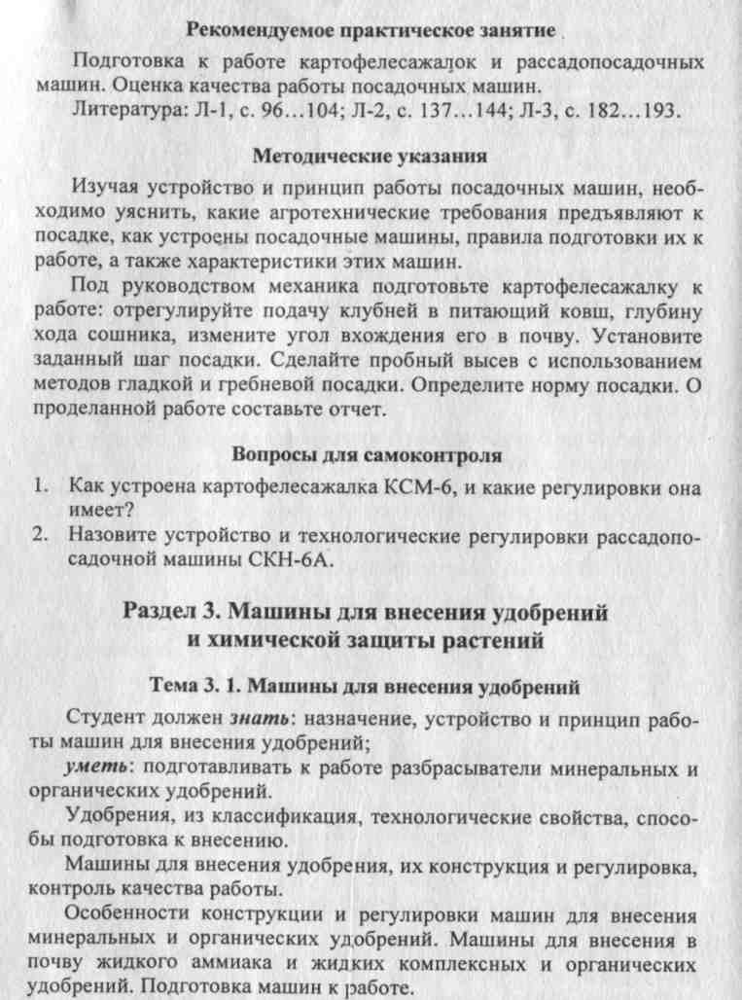 Рекомендуемое практическое занятие
Подготовка к работе картофелесажалок и рассадопосадочных
машин. Оценка качества работы посадочных машин.
Литература: Л-1, с. 96...104; Л-2, с. 137...144; Л-3, с. 182...193.
Методические указания
Изучая устройство и принцип работы посадочных машин, необ-
ходимо уяснить, какие агротехнические требования предъявляют к
посадке, как устроены посадочные машины, правила подготовки их к
работе, а также характеристики этих машин.
Под руководством механика подготовьте картофелесажалку к
работе: отрегулируйте подачу клубней в питающий ковш, глубину
хода сошника, измените угол вхождения его в почву. Установите
заданный шаг посадки. Сделайте пробный высев с использованием
методов гладкой и гребневой посадки. Определите норму посадки. О
проделанной работе составьте отчет.
Вопросы для самоконтроля
1. Как устроена картофелесажалка КСМ-6, и какие регулировки она
имеет?
2. Назовите устройство и технологические регулировки рассадопо-
садочной машины СКН-6А.
Раздел 3. Машины для внесения удобрений
и химической защиты растений
Тема 3. 1. Машины для внесения удобрений
Студент должен знать: назначение, устройство и принцип рабо-
ты машин для внесения удобрений;
уметь: подготавливать к работе разбрасыватели минеральных и
органических удобрений.
Удобрения, из классификация, технологические свойства, спосо-
бы подготовка к внесению.
Машины для внесения удобрения, их конструкция и регулировка,
контроль качества работы.
Особенности конструкции и регулировки машин для внесения
минеральных и органических удобрений. Машины для внесения в
почву жидкого аммиака и жидких комплексных и органических
удобрений. Подготовка машин к работе.